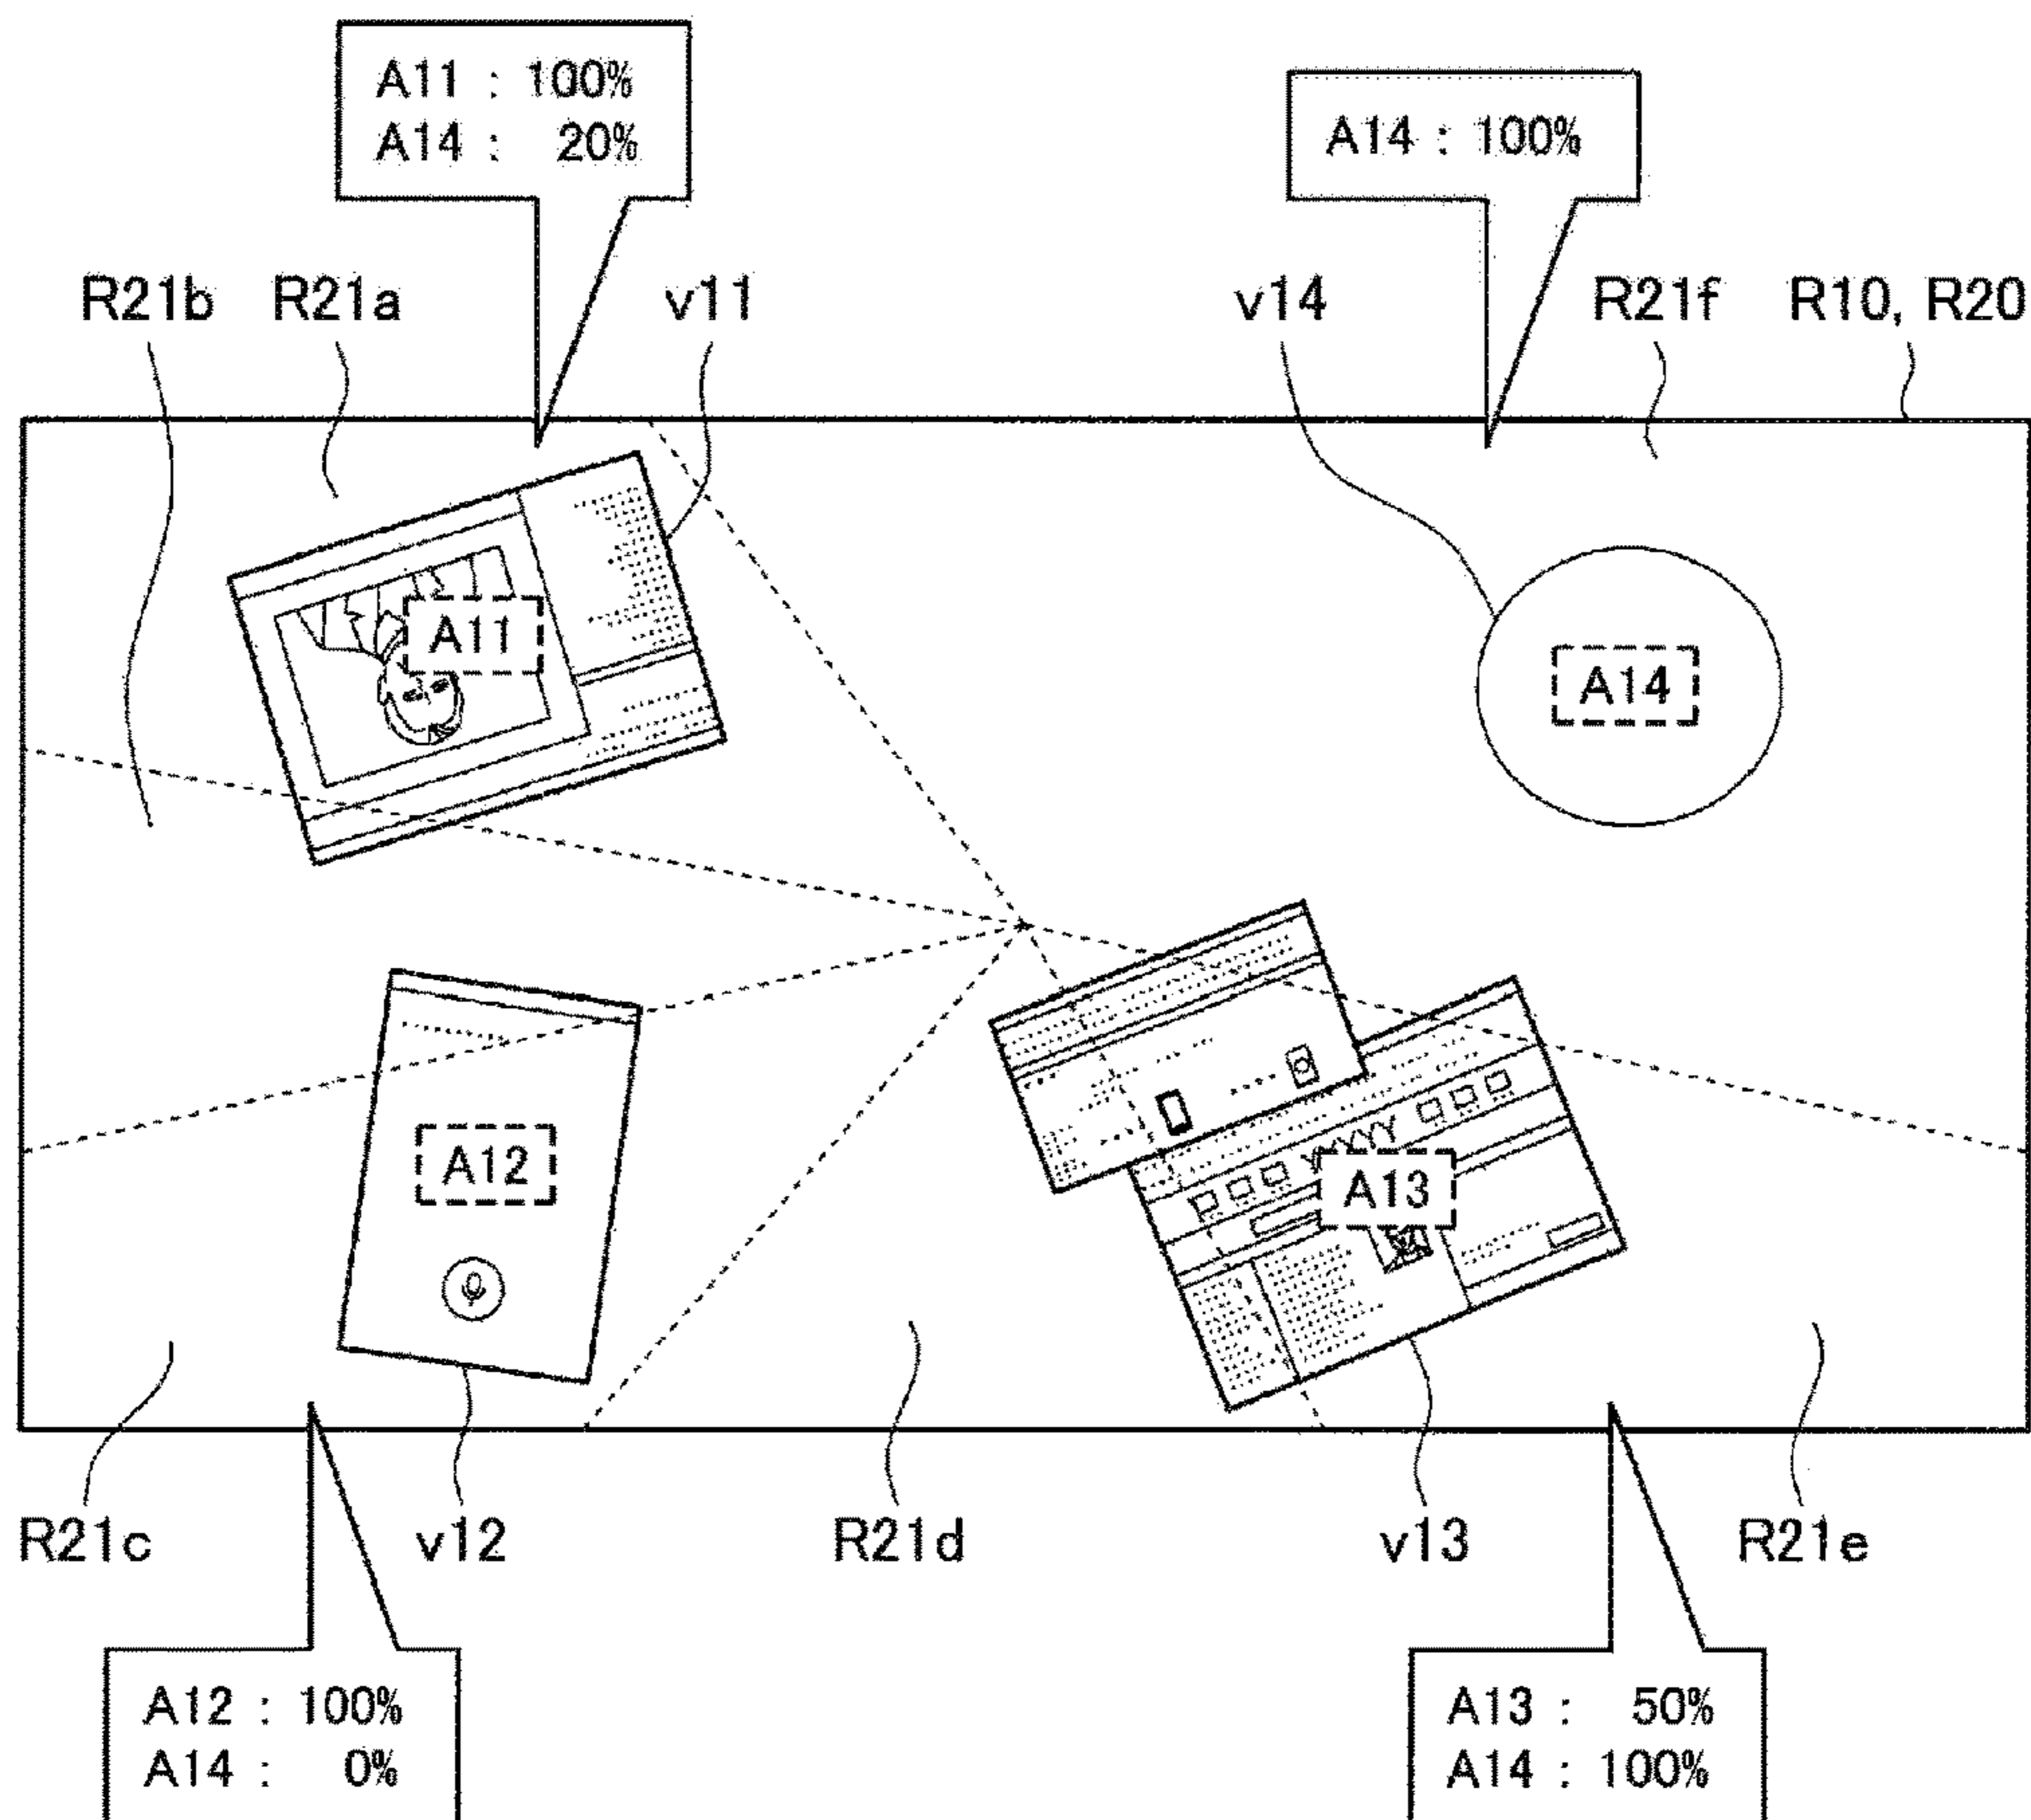 A11 : 100%
A14 : 20%
A14 : 100%
R21b
R21a
v11
v14
R21f
R10, R20
A11
A14
A12
YYYY
A13
R21c
v12
R21d
v13
R21e
A12 : 100%
A14 : 0%
A13 : 50%
A14 : 100%